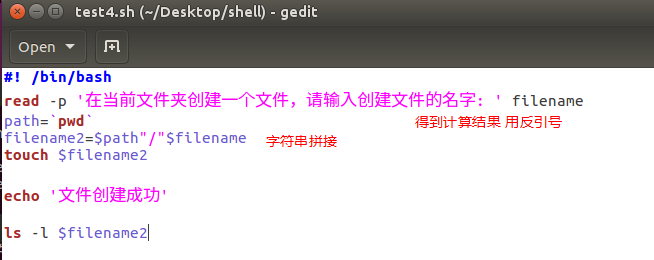 test4.sh (~/Desktop/shell) - gedit
Open
#! /bin/bash
read -p '在当前文件夹创建一个文件，请输入创建文件的名字: ' filename
path=`pwd`
得到计算结果 用反引号
filename2=$path"/"$filename
字符串拼接
touch $filename2
echo '文件创建成功'
ls -l $filename2